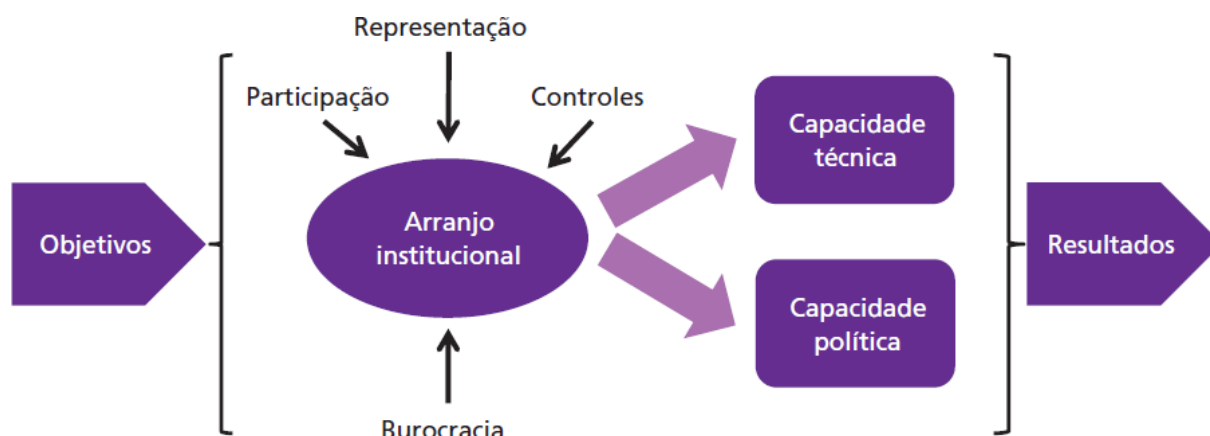 Representação
Participação
Controles
Capacidade
técnica
Objetivos
Arranjo
institucional
Resultados
Capacidade
política
Burocracia